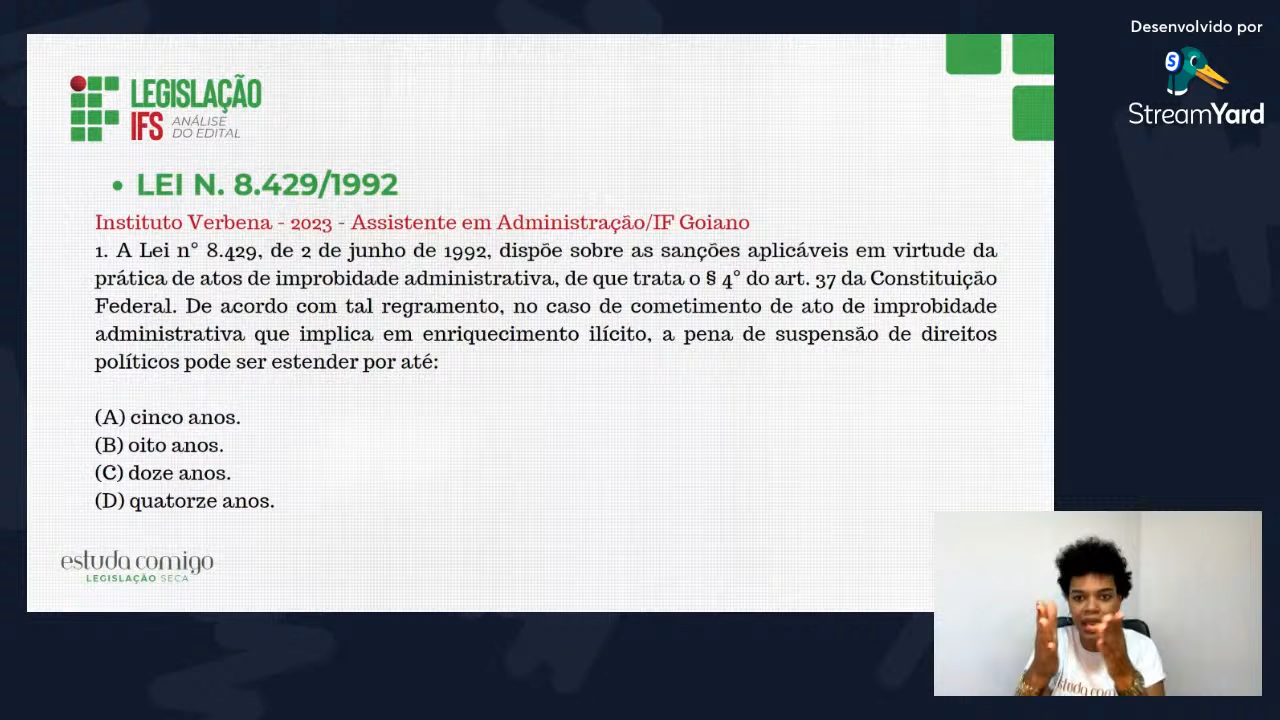 Desenvolvido por
StreamYard
LEGISLAÇÃO
IFS ANÁLISE
DO EDITAL
• LEI N. 8.429/1992
Instituto Verbena - 2023 - Assistente em Administração/IF Goiano
1. A Lei n° 8.429, de 2 de junho de 1992, dispõe sobre as sanções aplicáveis em virtude da
prática de atos de improbidade administrativa, de que trata o § 4° do art. 37 da Constituição
Federal. De acordo com tal regramento, no caso de cometimento de ato de improbidade
administrativa que implica em enriquecimento ilícito, a pena de suspensão de direitos
políticos pode ser estender por até:
(A) cinco anos.
(B) oito anos.
(C) doze anos.
(D) quatorze anos.
estuda comigo
LEGISLAÇÃO SECA
estuda